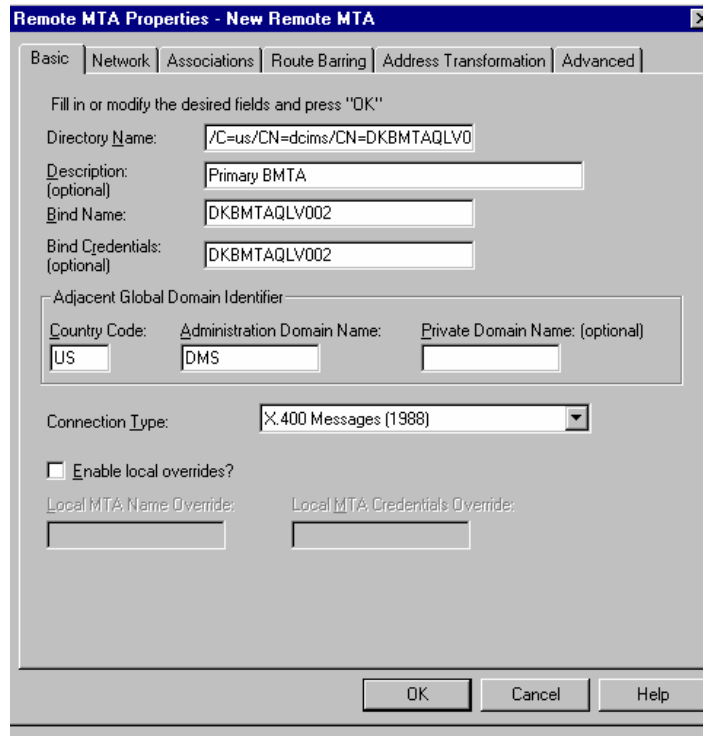 Remote MTA Properties - New Remote MTA
Basic Network Associations Route Barring Address Transformation Advanced
Fill in or modify the desired fields and press "OK"
Directory Name: /C=us/CN=dcims/CN=DKBMTAQLV0
Description: (optional) Primary BMTA
Bind Name: DKBMTAQLV002
Bind Credentials: (optional) DKBMTAQLV002
Adjacent Global Domain Identifier
Country Code: Administration Domain Name: Private Domain Name: (optional)
US DMS
Connection Type: X.400 Messages (1988)
Enable local overrides?
Local MTA Name Override: Local MTA Credentials Override:
OK Cancel Help